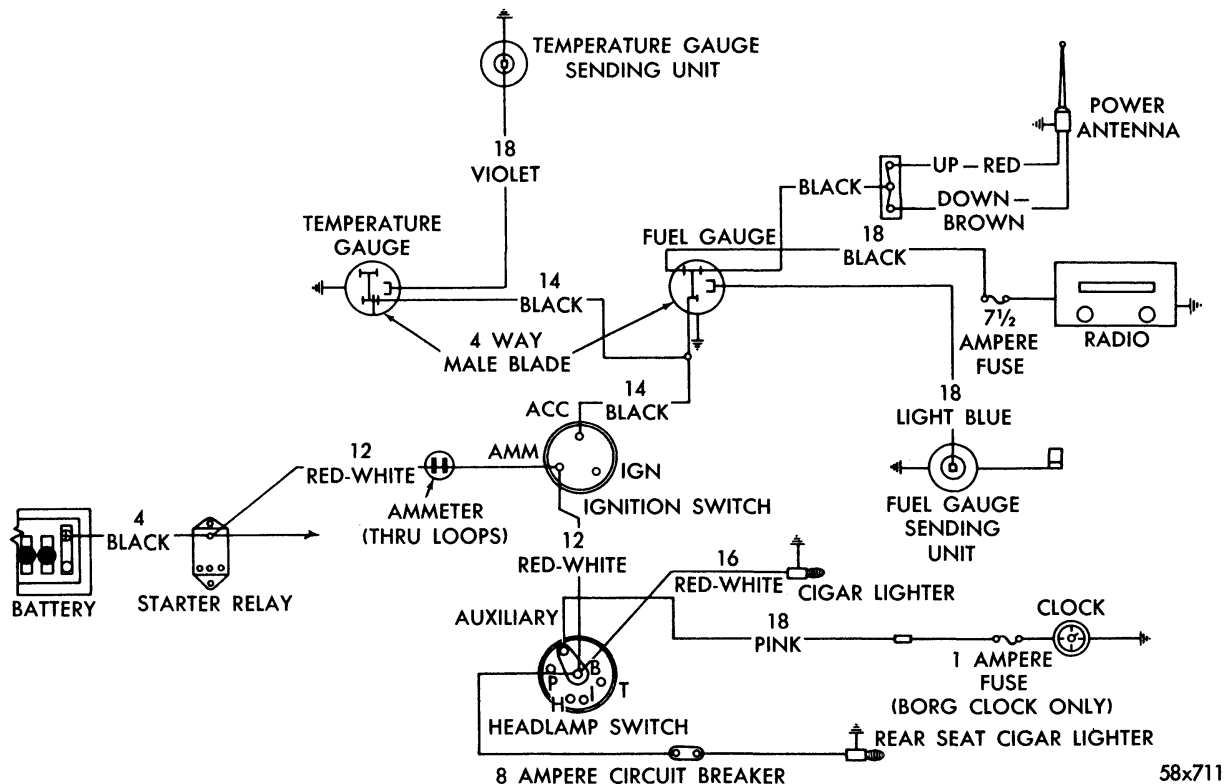 TEMPERATURE GAUGE
SENDING UNIT
POWER
ANTENNA
18
VIOLET
UP – RED
BLACK
DOWN –
BROWN
TEMPERATURE
GAUGE
FUEL GAUGE
18
BLACK
14
BLACK
4 WAY
MALE BLADE
7½
AMPERE
FUSE
RADIO
14
BLACK
ACC
18
LIGHT BLUE
12
RED-WHITE
AMM
IGN
IGNITION SWITCH
AMMETER
(THRU LOOPS)
FUEL GAUGE
SENDING
UNIT
4
BLACK
BATTERY
STARTER RELAY
12
RED-WHITE
16
RED-WHITE
CIGAR LIGHTER
AUXILIARY
18
PINK
CLOCK
1 AMPERE
FUSE
(BORG CLOCK ONLY)
B
P
T
H
I
HEADLAMP SWITCH
REAR SEAT CIGAR LIGHTER
8 AMPERE CIRCUIT BREAKER
58x711